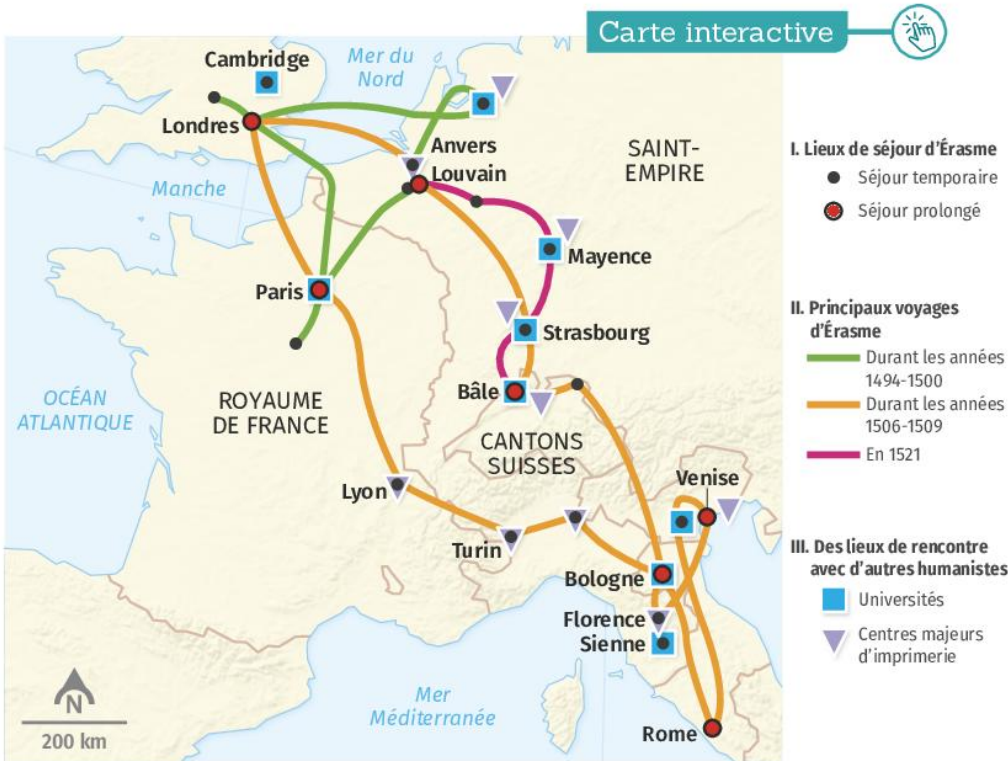 Carte interactive
Cambridge
Mer du
Nord
Londres
Anvers
Louvain
SAINT-
EMPIRE
Manche
Mayence
Paris
Strasbourg
OCÉAN
ATLANTIQUE
ROYAUME
DE FRANCE
Bâle
CANTONS
SUISSES
Lyon
Venise
Turin
Bologne
Florence
Sienne
Mer
Méditerranée
Rome
N
200 km
I. Lieux de séjour d'Érasme
Séjour temporaire
Séjour prolongé
II. Principaux voyages
d'Érasme
Durant les années
1494-1500
Durant les années
1506-1509
En 1521
III. Des lieux de rencontre
avec d'autres humanistes
Universités
Centres majeurs
d'imprimerie